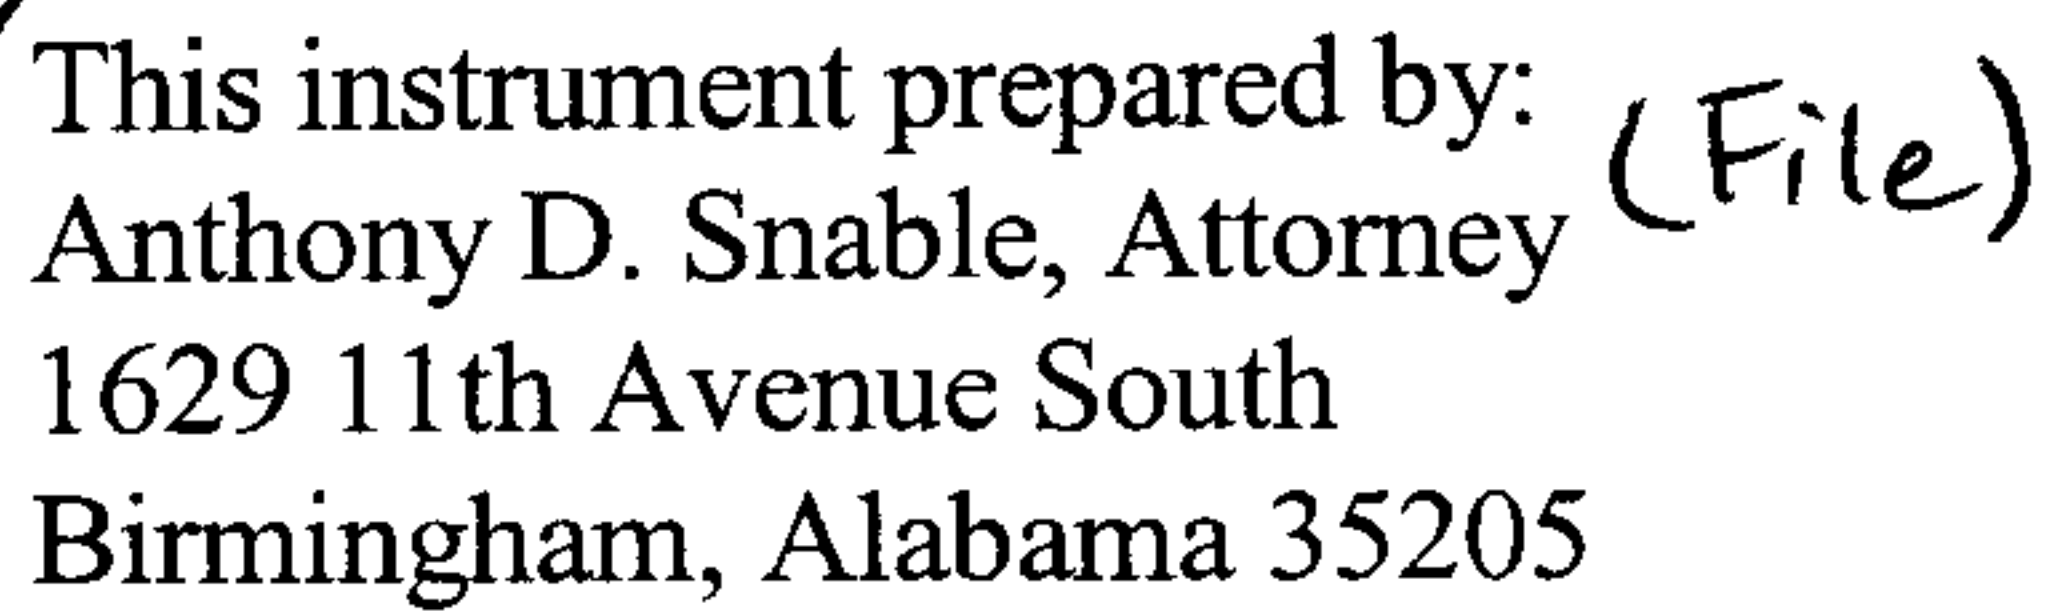 This instrument prepared by: (File)
Anthony D. Snable, Attorney
1629 11th Avenue South
Birmingham, Alabama 35205